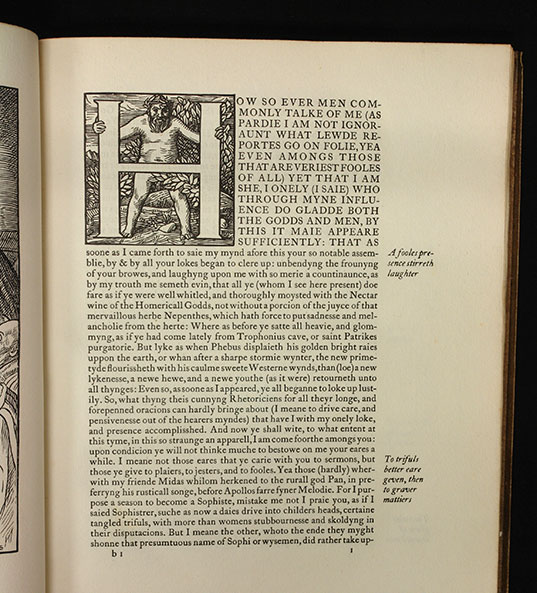 HOW SO EVER MEN COM-
MONLY TALKE OF ME (AS
PARDIE I AM NOT IGNOR-
AUNT WHAT LEWDE RE-
PORTES GO ON FOLIE, YEA
EVEN AMONGS THOSE
THAT ARE VERIEST FOOLES
OF ALL) YET THAT I AM
SHE, I ONELY (I SAIE) WHO
THROUGH MYNE INFLU-
ENCE DO GLADDE BOTH
THE GODDS AND MEN, BY
THIS IT MAIE APPEARE
SUFFICIENTLY: THAT AS
soone as I came forth to saie my mynd afore this your so notable assem-
blie, by & by all your lokes began to clere up: unbendyng the frounyng
of your browes, and laughyng upon me with so merie a countinaunce, as
by my trouth me semeth evin, that all ye (whom I see here present) doe
fare as if ye were well whitled, and thoroughly moysted with the Nectar
wine of the Homericall Godds, not without a porcion of the juyce of that
mervaillous herbe Nepenthes, which hath force to put sadnesse and mel-
ancholie from the herte: Where as before ye satte all heavie, and glom-
myng, as if ye had come lately from Trophonius cave, or saint Patrikes
purgatorie. But lyke as when Phebus displaieth his golden bright raies
uppon the earth, or whan after a sharpe stormie wynter, the new prime-
tyde flourissheth with his caulme sweete Westerne wynds, than (loe) a new
lykenesse, a newe hewe, and a newe youthe (as it were) retourneth unto
all thynges: Even so, as soone as I appeared, ye all beganne to loke up lust-
ily. So, what thyng theis cunnyng Rhetoriciens for all theyr longe, and
forepenned oracions can hardly bringe about (I meane to drive care, and
pensivenesse out of the hearers myndes) that have I with my onely loke,
and presence accomplisshed. And now ye shall wite, to what entent at
this tyme, in this so straunge an apparell, I am come foorthe amongs you:
upon condicion ye will not thinke muche to bestowe on me your eares a
while. I meane not those eares that ye carie with you to sermons, but
those ye give to plaiers, to jesters, and to fooles. Yea those (hardly) wher-
with my friende Midas whilom herkened to the rurall god Pan, in pre-
ferryng his rusticall songe, before Apollos farre fyner Melodie. For I pur-
pose a season to become a Sophiste, mistake me not I praie you, as if I
saied Sophistrer, suche as now a daies drive into childers heads, certaine
tangled trifuls, with more than womens stubbournesse and skoldyng in
their disputacions. But I meane the other, whoto the ende they myght
shonne that presumtuous name of Sophi or wysemen, did rather take up-
b 1
1
A fooles pre-
sence stirreth
laughter
To trifuls
better eare
geven, then
to graver
mattiers